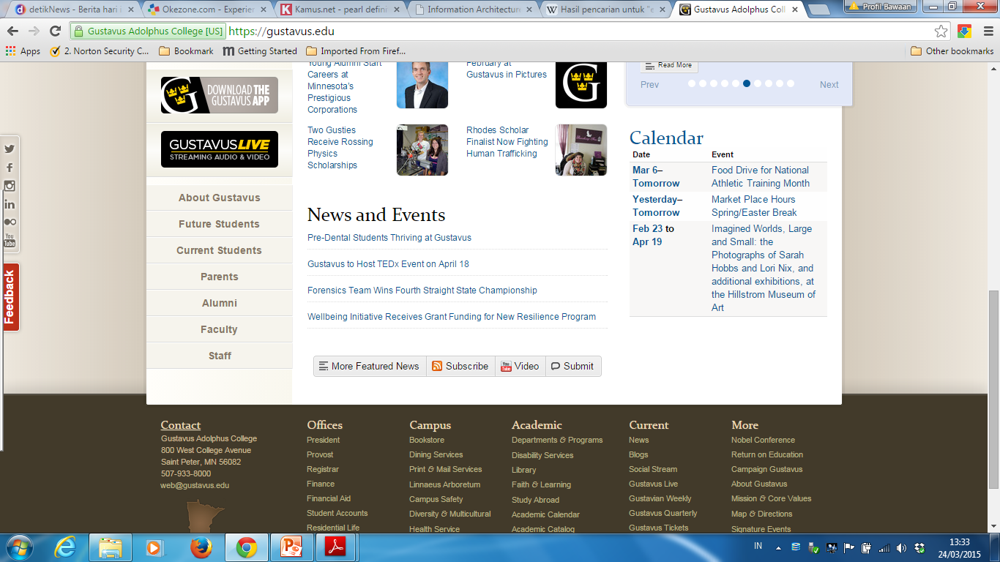 detikNews - Berita hari i
Okezone.com - Experien
Kamus.net - pearl defini
Information Architecture
Hasil pencarian untuk "e
Gustavus Adolphus Coll
Profil Bawaan
Gustavus Adolphus College [US]
https://gustavus.edu
Apps
2. Norton Security C...
Bookmark
Getting Started
Imported From Firef...
Other bookmarks
DOWNLOAD THE
GUSTAVUS APP
GUSTAVUS LIVE
STREAMING AUDIO & VIDEO
About Gustavus
Future Students
Current Students
Parents
Alumni
Faculty
Staff
Feedback
You
Tube
Young Alumni Start
Careers at
Minnesota's
Prestigious
Corporations
February at
Gustavus in Pictures
Two Gusties
Receive Rossing
Physics
Scholarships
Rhodes Scholar
Finalist Now Fighting
Human Trafficking
News and Events
Pre-Dental Students Thriving at Gustavus
Gustavus to Host TEDx Event on April 18
Forensics Team Wins Fourth Straight State Championship
Wellbeing Initiative Receives Grant Funding for New Resilience Program
More Featured News
Subscribe
Video
Submit
Read More
Prev
Next
Calendar
Date Event
Mar 6–
Tomorrow
Food Drive for National
Athletic Training Month
Yesterday–
Tomorrow
Market Place Hours
Spring/Easter Break
Feb 23 to
Apr 19
Imagined Worlds, Large
and Small: the
Photographs of Sarah
Hobbs and Lori Nix, and
additional exhibitions, at
the Hillstrom Museum of
Art
Contact
Gustavus Adolphus College
800 West College Avenue
Saint Peter, MN 56082
507-933-8000
web@gustavus.edu
Offices
President
Provost
Registrar
Finance
Financial Aid
Student Accounts
Residential Life
Campus
Bookstore
Dining Services
Print & Mail Services
Linnaeus Arboretum
Campus Safety
Diversity & Multicultural
Health Service
Academic
Departments & Programs
Disability Services
Library
Faith & Learning
Study Abroad
Academic Calendar
Academic Catalog
Current
News
Blogs
Social Stream
Gustavus Live
Gustavian Weekly
Gustavus Quarterly
Gustavus Tickets
More
Nobel Conference
Return on Education
Campaign Gustavus
About Gustavus
Mission & Core Values
Map & Directions
Signature Events
IN
13:33
24/03/2015